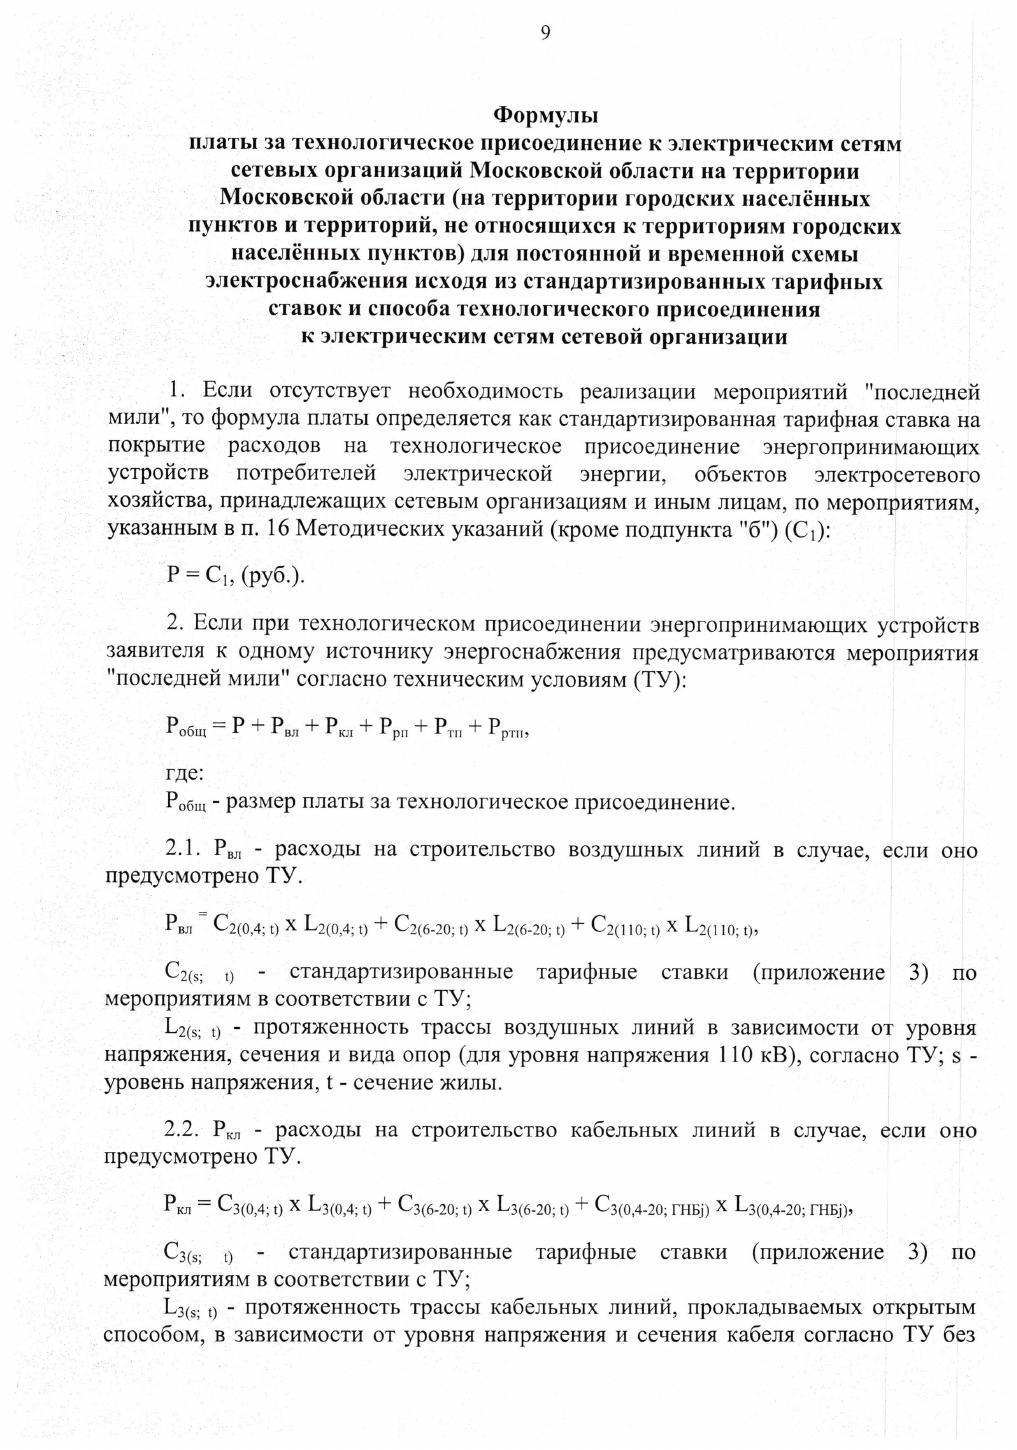 9
Формулы
платы за технологическое присоединение к электрическим сетям
сетевых организаций Московской области на территории
Московской области (на территории городских населённых
пунктов и территорий, не относящихся к территориям городских
населённых пунктов) для постоянной и временной схемы
электроснабжения исходя из стандартизированных тарифных
ставок и способа технологического присоединения
к электрическим сетям сетевой организации
1. Если отсутствует необходимость реализации мероприятий "последней
мили", то формула платы определяется как стандартизированная тарифная ставка на
покрытие расходов на технологическое присоединение энергопринимающих
устройств потребителей электрической энергии, объектов электросетевого
хозяйства, принадлежащих сетевым организациям и иным лицам, по мероприятиям,
указанным в п. 16 Методических указаний (кроме подпункта "б") (С1):
Р = С1, (руб.).
2. Если при технологическом присоединении энергопринимающих устройств
заявителя к одному источнику энергоснабжения предусматриваются мероприятия
"последней мили" согласно техническим условиям (ТУ):
Робщ = Р + Рвл + Ркл + Ррп + Ртп + Рртп,
где:
Робщ - размер платы за технологическое присоединение.
2.1. Рвл - расходы на строительство воздушных линий в случае, если оно
предусмотрено ТУ.
Рвл = С2(0,4; t) х L2(0,4; t) + С2(6-20; t) х L2(6-20; t) + С2(110; t) х L2(110; t),
С2(s; t) - стандартизированные тарифные ставки (приложение 3) по
мероприятиям в соответствии с ТУ;
L2(s; t) - протяженность трассы воздушных линий в зависимости от уровня
напряжения, сечения и вида опор (для уровня напряжения 110 кВ), согласно ТУ; s -
уровень напряжения, t - сечение жилы.
2.2. Ркл - расходы на строительство кабельных линий в случае, если оно
предусмотрено ТУ.
Ркл = С3(0,4; t) х L3(0,4; t) + С3(6-20; t) х L3(6-20; t) + С3(0,4-20; ГНБj) х L3(0,4-20; ГНБj),
С3(s; t) - стандартизированные тарифные ставки (приложение 3) по
мероприятиям в соответствии с ТУ;
L3(s; t) - протяженность трассы кабельных линий, прокладываемых открытым
способом, в зависимости от уровня напряжения и сечения кабеля согласно ТУ без